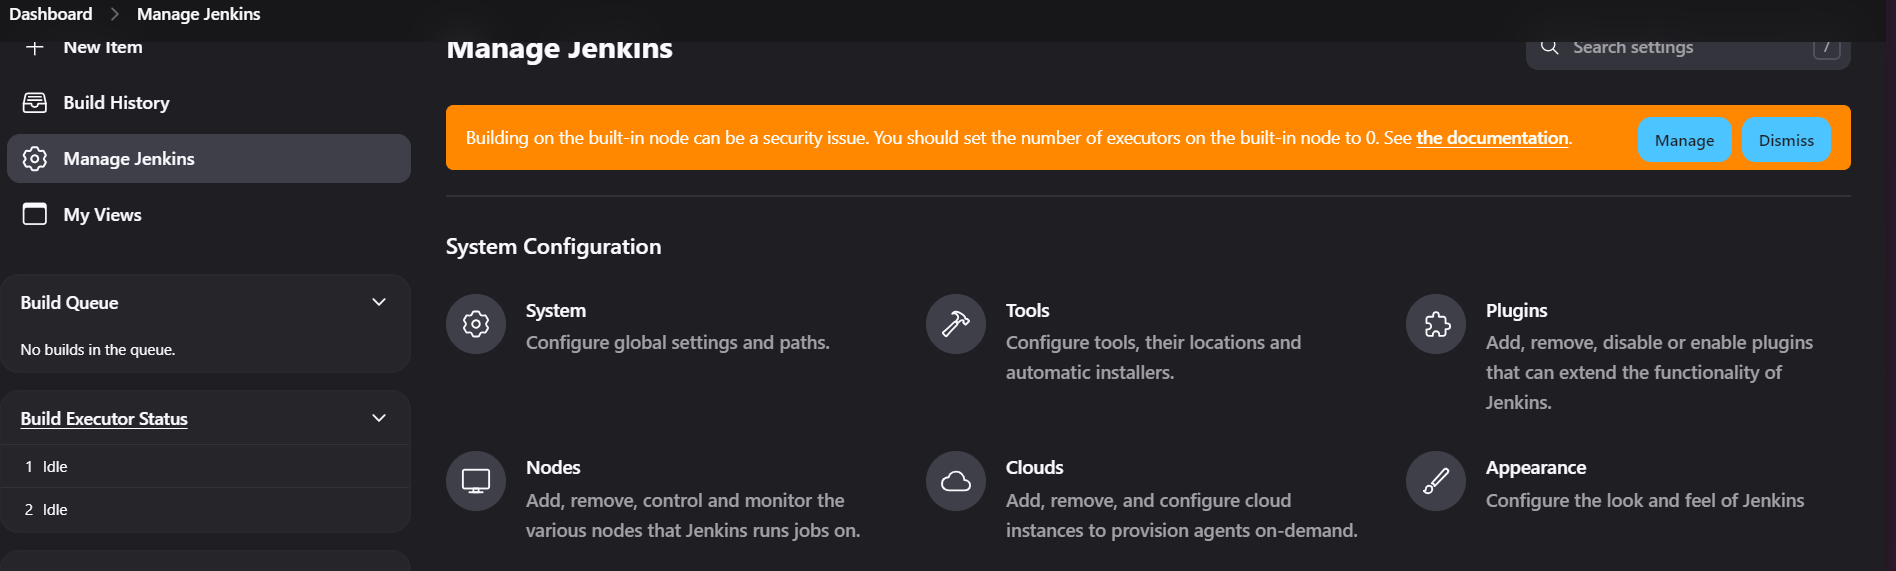 Dashboard > Manage Jenkins
New Item
Build History
Manage Jenkins
My Views
Build Queue
No builds in the queue.
Build Executor Status
1 Idle
2 Idle
Manage Jenkins
Search settings /
Building on the built-in node can be a security issue. You should set the number of executors on the built-in node to 0. See the documentation.
Manage
Dismiss
System Configuration
System
Configure global settings and paths.
Tools
Configure tools, their locations and
automatic installers.
Plugins
Add, remove, disable or enable plugins
that can extend the functionality of
Jenkins.
Nodes
Add, remove, control and monitor the
various nodes that Jenkins runs jobs on.
Clouds
Add, remove, and configure cloud
instances to provision agents on-demand.
Appearance
Configure the look and feel of Jenkins